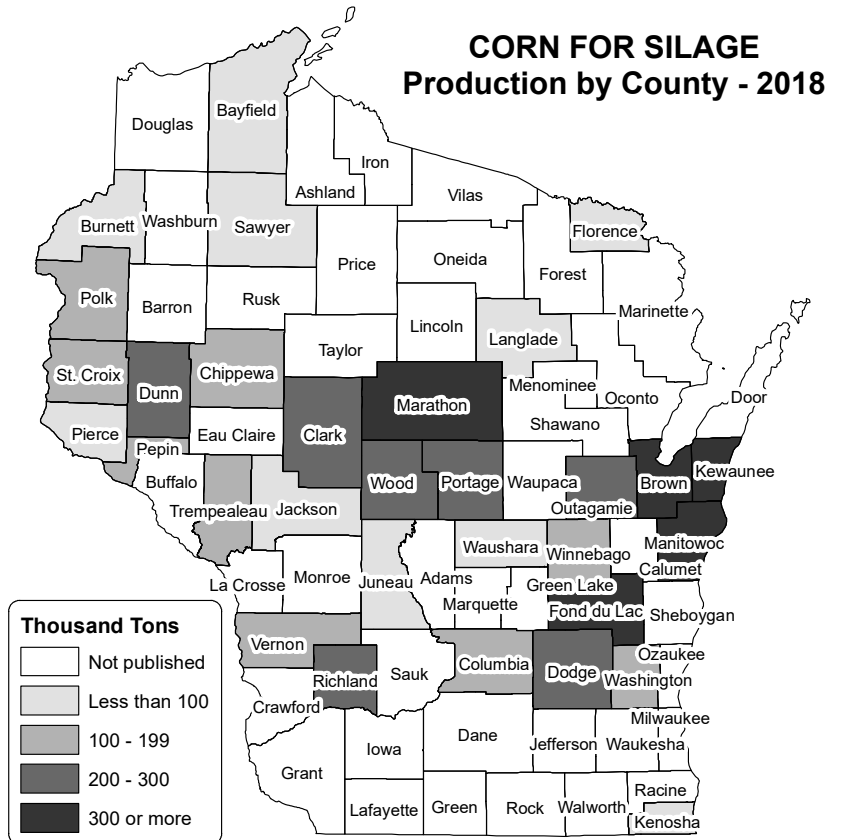 CORN FOR SILAGE
Production by County - 2018
Douglas
Bayfield
Iron
Ashland
Vilas
Burnett
Washburn
Sawyer
Florence
Price
Oneida
Forest
Polk
Barron
Rusk
Marinette
Lincoln
Langlade
Taylor
St. Croix
Dunn
Chippewa
Menominee
Oconto
Door
Marathon
Shawano
Pierce
Pepin
Eau Claire
Clark
Buffalo
Wood
Portage
Waupaca
Outagamie
Brown
Kewaunee
Trempealeau
Jackson
Waushara
Winnebago
Manitowoc
Calumet
La Crosse
Monroe
Juneau
Adams
Marquette
Green Lake
Fond du Lac
Sheboygan
Vernon
Richland
Sauk
Columbia
Dodge
Ozaukee
Washington
Crawford
Milwaukee
Grant
Iowa
Dane
Jefferson
Waukesha
Lafayette
Green
Rock
Walworth
Racine
Kenosha
Thousand Tons
Not published
Less than 100
100 - 199
200 - 300
300 or more